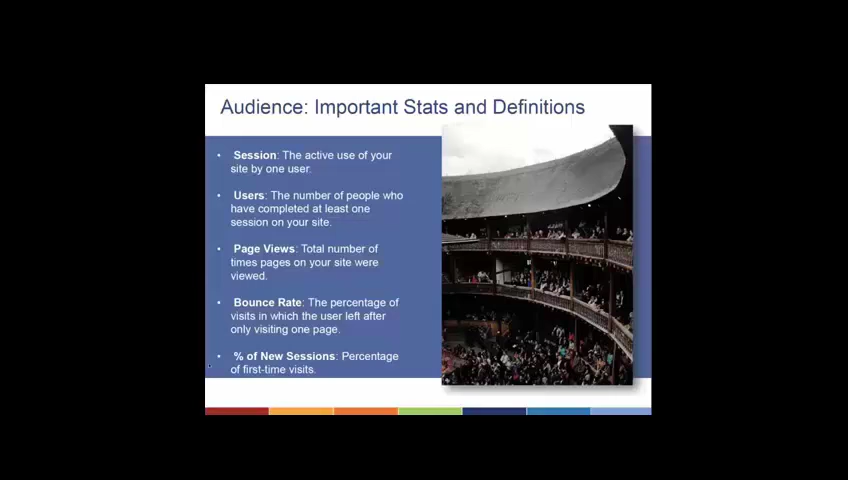 Audience: Important Stats and Definitions
• Session: The active use of your
site by one user.
• Users: The number of people who
have completed at least one
session on your site.
• Page Views: Total number of
times pages on your site were
viewed.
• Bounce Rate: The percentage of
visits in which the user left after
only visiting one page.
• % of New Sessions: Percentage
of first-time visits.